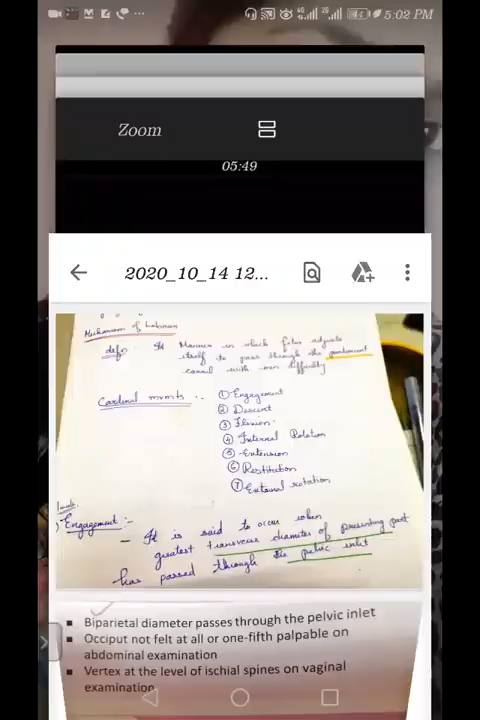 5:02 PM
Zoom
05:49
2020_10_14 12...
Mechanism of Labour
defn: It Manner in which fetus adjusts
itself to pass through the parturient
canal with min difficulty
Cardinal mvmts :-
① Engagement
② Descent
③ Flexion
④ Internal Rotation
⑤ Extension
⑥ Restitution
⑦ External rotation
Engagement :-
- It is said to occur when
greatest transverse diameter of presenting part
has passed through the pelvic inlet
▪ Biparietal diameter passes through the pelvic inlet
▪ Occiput not felt at all or one-fifth palpable on
abdominal examination
▪ Vertex at the level of ischial spines on vaginal
examination